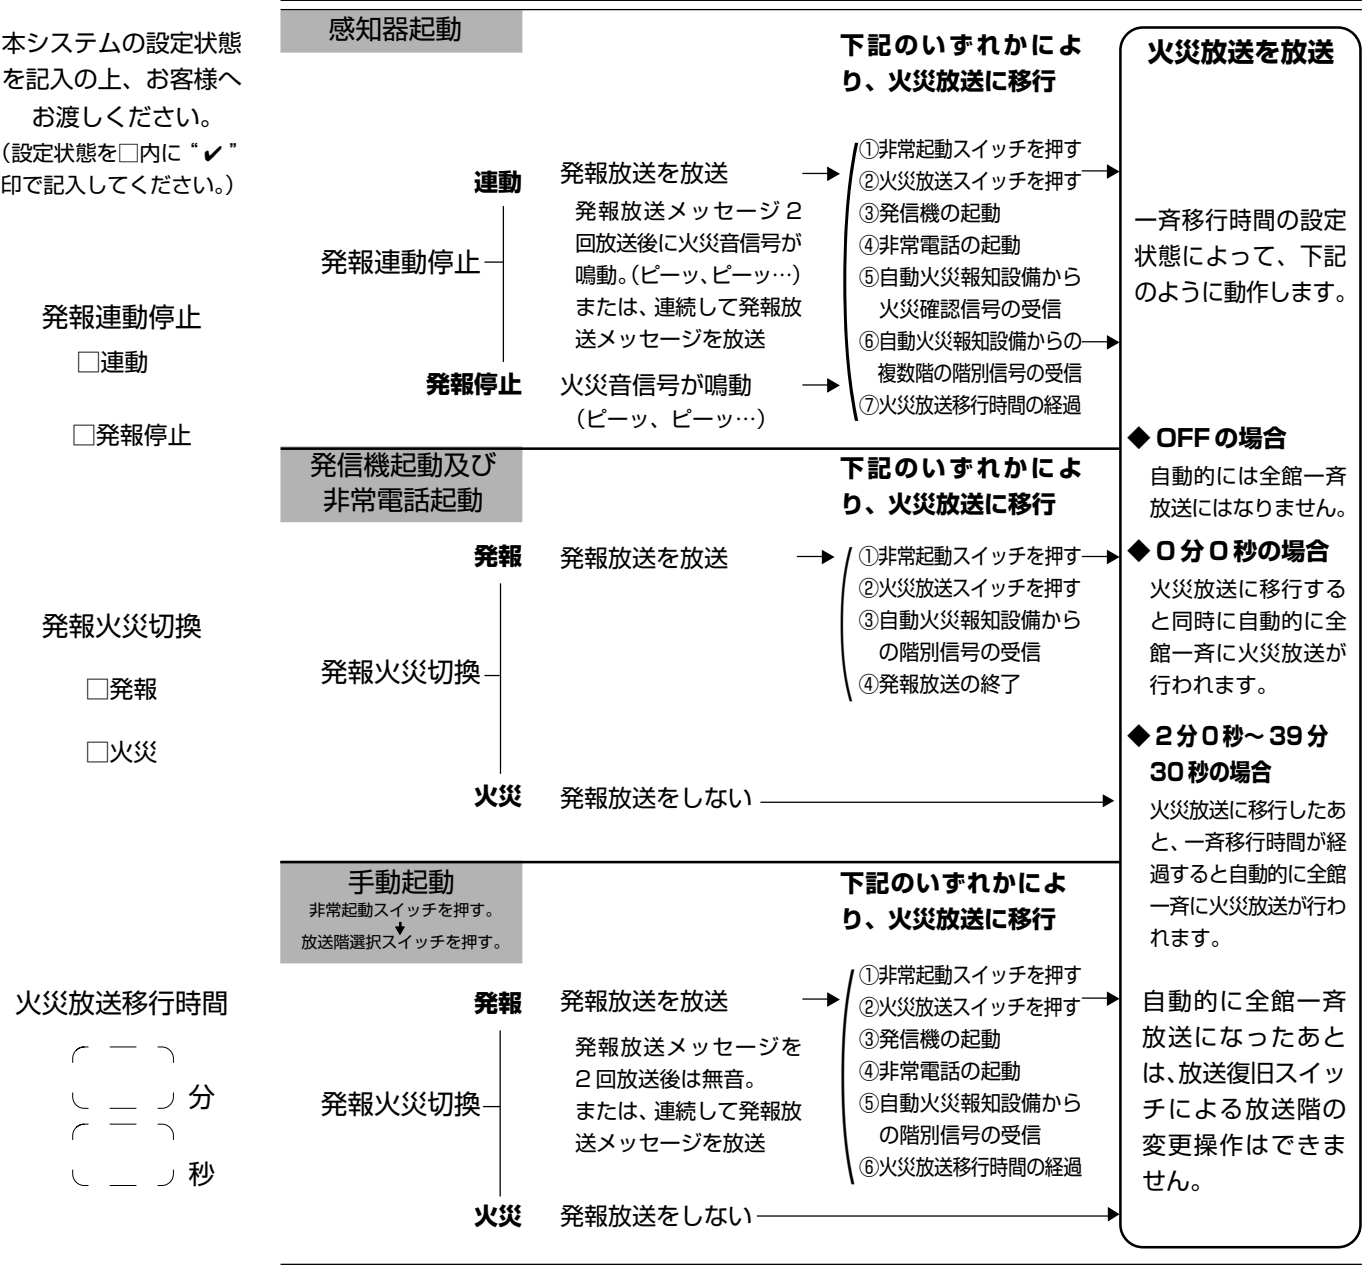 本システムの設定状態
を記入の上、お客様へ
お渡しください。
(設定状態を□内に“✔”
印で記入してください。)
発報連動停止
□連動
□発報停止
発報火災切換
□発報
□火災
火災放送移行時間
分
秒
感知器起動
下記のいずれかによ
り、火災放送に移行
連動
発報連動停止
発報停止
発報放送を放送
発報放送メッセージ2
回放送後に火災音信号が
鳴動。(ピーッ、ピーッ…)
または、連続して発報放
送メッセージを放送
火災音信号が鳴動
(ピーッ、ピーッ…)
①非常起動スイッチを押す
②火災放送スイッチを押す
③発信機の起動
④非常電話の起動
⑤自動火災報知設備から
火災確認信号の受信
⑥自動火災報知設備からの
複数階の階別信号の受信
⑦火災放送移行時間の経過
発信機起動及び
非常電話起動
下記のいずれかによ
り、火災放送に移行
発報
発報火災切換
火災
発報放送を放送
発報放送をしない
①非常起動スイッチを押す
②火災放送スイッチを押す
③自動火災報知設備から
の階別信号の受信
④発報放送の終了
手動起動
非常起動スイッチを押す。
放送階選択スイッチを押す。
下記のいずれかによ
り、火災放送に移行
発報
発報火災切換
火災
発報放送を放送
発報放送メッセージを
2回放送後は無音。
または、連続して発報放
送メッセージを放送
発報放送をしない
①非常起動スイッチを押す
②火災放送スイッチを押す
③発信機の起動
④非常電話の起動
⑤自動火災報知設備から
の階別信号の受信
⑥火災放送移行時間の経過
火災放送を放送
一斉移行時間の設定
状態によって、下記
のように動作します。
◆OFFの場合
自動的には全館一斉
放送にはなりません。
◆0分0秒の場合
火災放送に移行する
と同時に自動的に全
館一斉に火災放送が
行われます。
◆2分0秒～39分
30秒の場合
火災放送に移行したあ
と、一斉移行時間が経
過すると自動的に全館
一斉に火災放送が行わ
れます。
自動的に全館一斉
放送になったあと
は、放送復旧スイッ
チによる放送階の
変更操作はできま
せん。